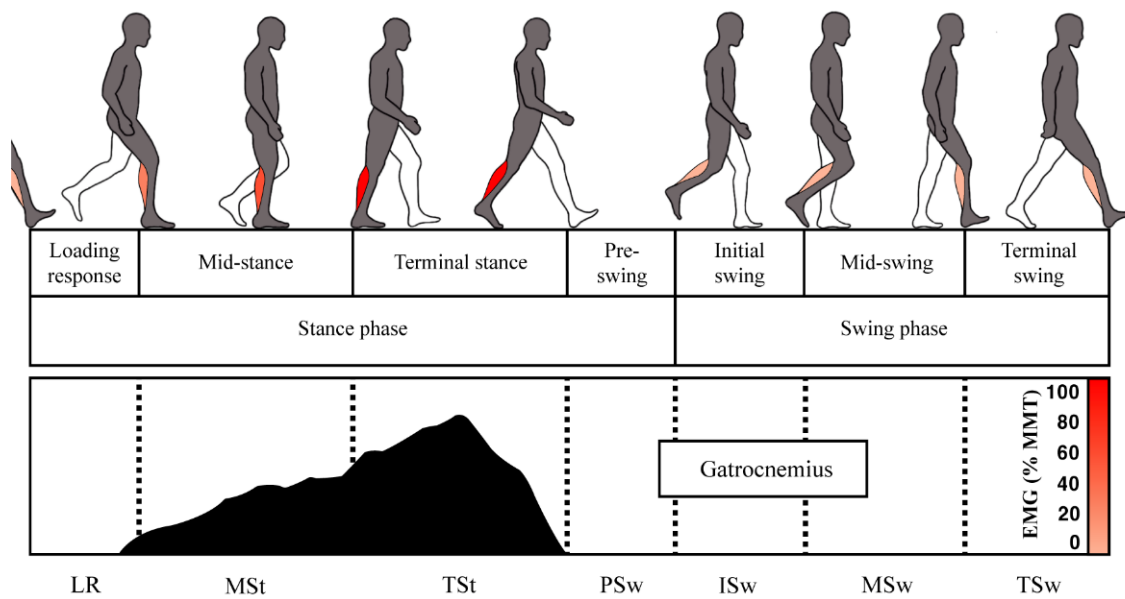 Loading
response
Mid-stance
Terminal stance
Pre-
swing
Initial
swing
Mid-swing
Terminal
swing
Stance phase
Swing phase
Gatrocnemius
EMG (% MMT)
100
80
60
40
20
0
LR
MSt
TSt
PSw
ISw
MSw
TSw